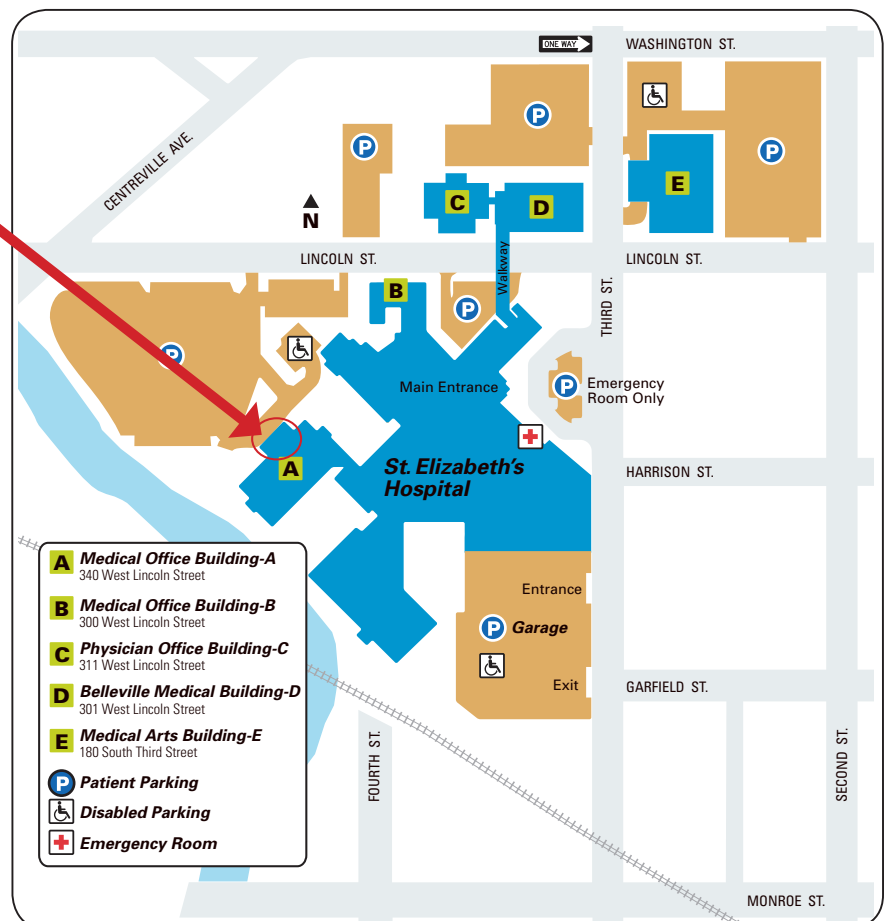 ONE WAY
WASHINGTON ST.
CENTREVILLE AVE.
P
P
P
E
C
D
N
LINCOLN ST.
LINCOLN ST.
Walkway
THIRD ST.
B
P
P
Main Entrance
P
Emergency
Room Only
A
St. Elizabeth's
Hospital
HARRISON ST.
Entrance
P Garage
Exit
GARFIELD ST.
FOURTH ST.
SECOND ST.
MONROE ST.
A Medical Office Building-A
340 West Lincoln Street
B Medical Office Building-B
300 West Lincoln Street
C Physician Office Building-C
311 West Lincoln Street
D Belleville Medical Building-D
301 West Lincoln Street
E Medical Arts Building-E
180 South Third Street
P Patient Parking
Disabled Parking
Emergency Room